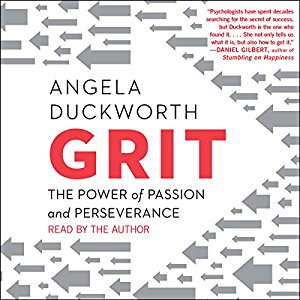 "Psychologists have spent decades
searching for the secret of success,
but Duckworth is the one who
found it. . . . She not only tells us
what it is, but also how to get it."
—DANIEL GILBERT, author of
Stumbling on Happiness
ANGELA
DUCKWORTH
GRIT
THE POWER of PASSION
and PERSEVERANCE
READ BY THE AUTHOR